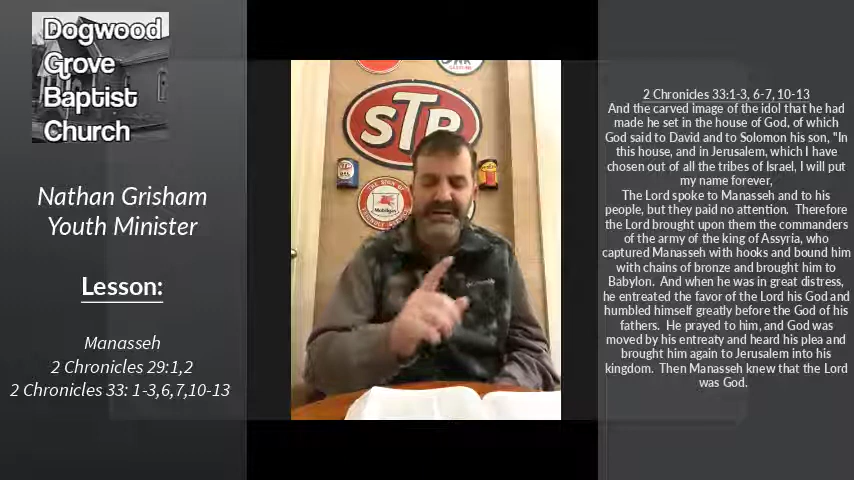 Dogwood
Grove
Baptist
Church
Nathan Grisham
Youth Minister
Lesson:
Manasseh
2 Chronicles 29:1,2
2 Chronicles 33: 1-3,6,7,10-13
STP
Mobilgas
2 Chronicles 33:1-3, 6-7, 10-13
And the carved image of the idol that he had
made he set in the house of God, of which
God said to David and to Solomon his son, "In
this house, and in Jerusalem, which I have
chosen out of all the tribes of Israel, I will put
my name forever,
The Lord spoke to Manasseh and to his
people, but they paid no attention. Therefore
the Lord brought upon them the commanders
of the army of the king of Assyria, who
captured Manasseh with hooks and bound him
with chains of bronze and brought him to
Babylon. And when he was in great distress,
he entreated the favor of the Lord his God and
humbled himself greatly before the God of his
fathers. He prayed to him, and God was
moved by his entreaty and heard his plea and
brought him again to Jerusalem into his
kingdom. Then Manasseh knew that the Lord
was God.